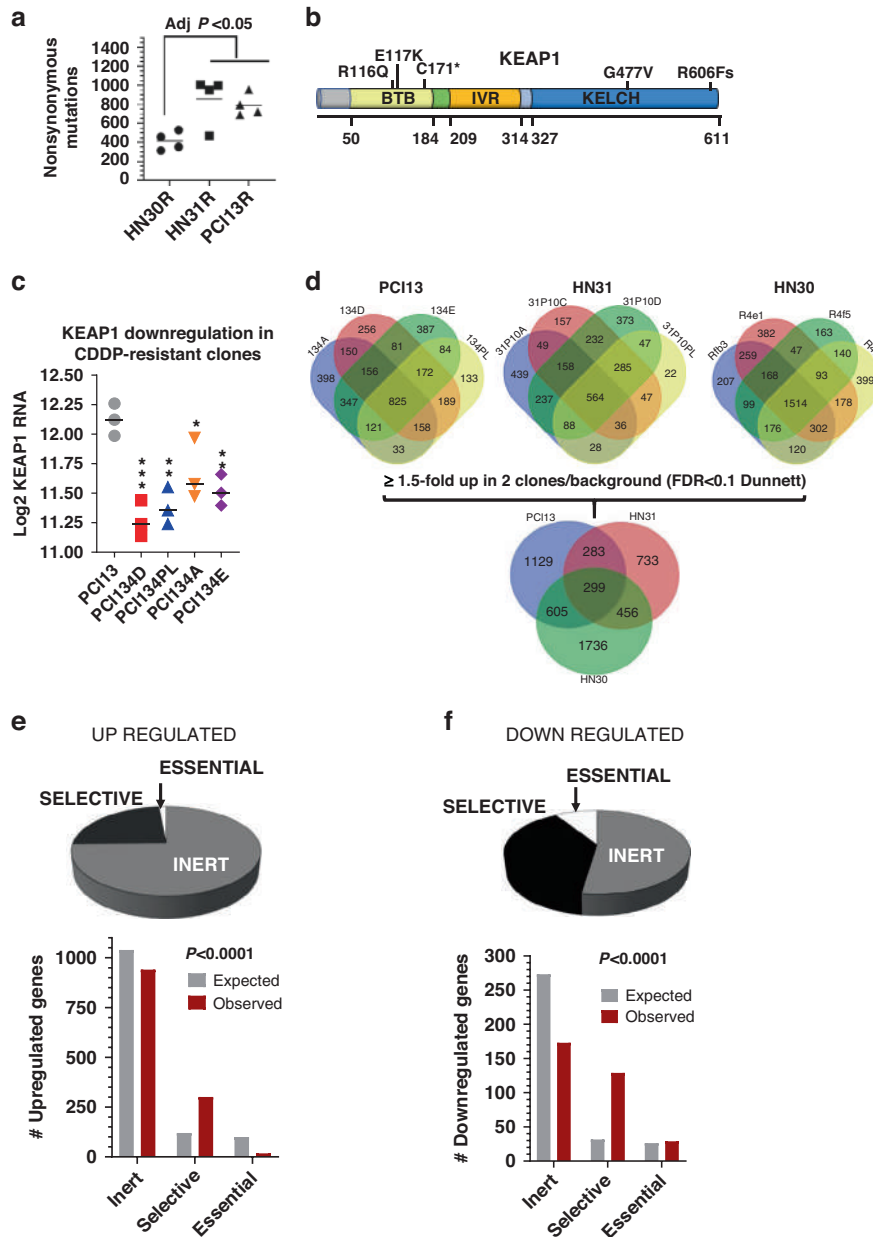 a
Adj P <0.05
Nonsynonymous
mutations
1400
1200
1000
800
600
400
200
0
HN30R
HN31R
PCI13R
b
KEAP1
R116Q
E117K
C171*
G477V
R606Fs
BTB
IVR
KELCH
50
184
209
314
327
611
c
KEAP1 downregulation in
CDDP-resistant clones
Log2 KEAP1 RNA
12.50
12.25
12.00
11.75
11.50
11.25
11.00
***
**
*
**
PCI13
PCI134D
PCI134PL
PCI134A
PCI134E
d
PCI13
134A
134D
134E
134PL
256
387
150
81
84
398
156
172
133
347
825
189
121
158
33
HN31
31P10A
31P10C
31P10D
31P10PL
157
373
49
232
47
439
158
285
22
237
564
47
88
36
28
HN30
Rfb3
R4e1
R4f5
R4
382
163
259
47
140
207
168
93
399
99
1514
178
176
302
120
≥ 1.5-fold up in 2 clones/background (FDR<0.1 Dunnett)
PCI13
HN31
1129
283
733
299
605
456
1736
HN30
e
UP REGULATED
ESSENTIAL
SELECTIVE
INERT
# Upregulated genes
1000
750
500
250
0
P<0.0001
Expected
Observed
Inert
Selective
Essential
f
DOWN REGULATED
ESSENTIAL
SELECTIVE
INERT
# Downregulated genes
300
250
200
150
100
50
0
P<0.0001
Expected
Observed
Inert
Selective
Essential